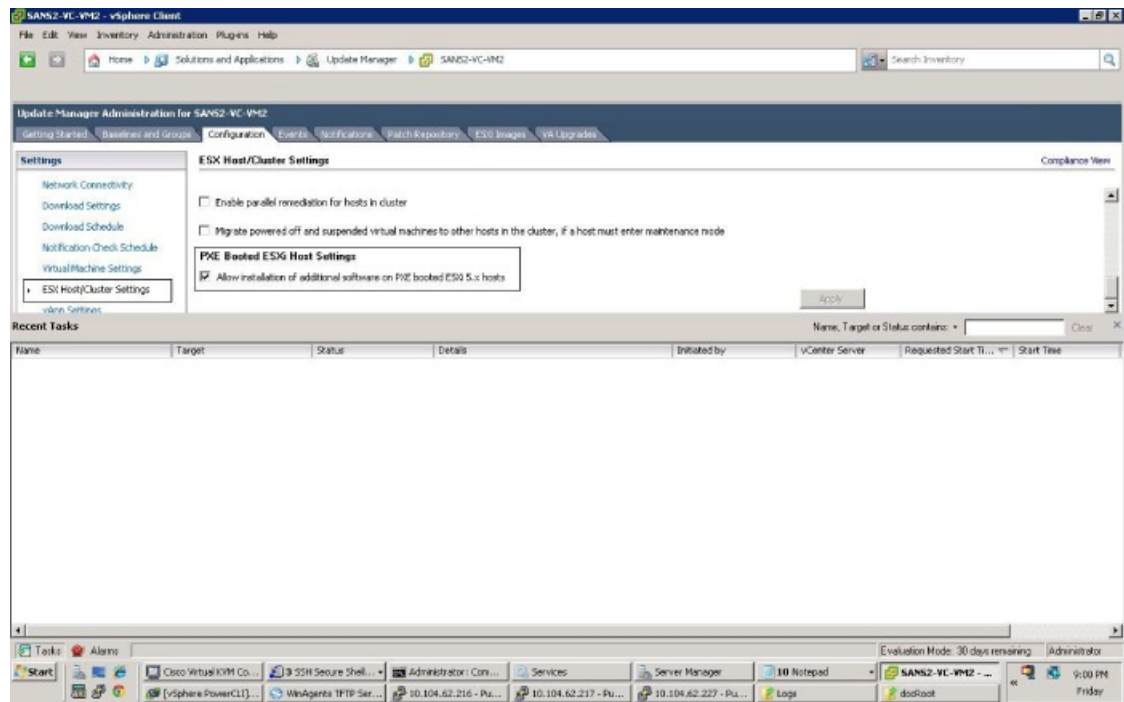 SANS2-VC-VM2 - vSphere Client
File Edit View Inventory Administration Plug-ins Help
Home Solutions and Applications Update Manager SANS2-VC-VM2 Search Inventory
Update Manager Administration for SANS2-VC-VM2
Getting Started Baselines and Groups Configuration Events Notifications Patch Repository ESXi Images VA Upgrades
Settings
ESX Host/Cluster Settings
Compliance View
Network Connectivity
Download Settings
Download Schedule
Notification Check Schedule
Virtual Machine Settings
ESX Host/Cluster Settings
vApp Settings
Enable parallel remediation for hosts in cluster
Migrate powered off and suspended virtual machines to other hosts in the cluster, if a host must enter maintenance mode
PXE Booted ESXi Host Settings
Allow installation of additional software on PXE booted ESXi 5.x hosts
Apply
Recent Tasks
Name, Target or Status contains:
Clear
Name Target Status Details Initiated by vCenter Server Requested Start Ti... Start Time
Tasks Alarms
Evaluation Mode: 30 days remaining Administrator
Start Cisco Virtual KVM Co... 3 SSH Secure Shell... Administrator: Com... Services Server Manager 10 Notepad SANS2-VC-VM2 - ... 9:00 PM
[vSphere PowerCLI]... WinAgents TFTP Ser... 10.104.62.216 - Pu... 10.104.62.217 - Pu... 10.104.62.227 - Pu... Logs docRoot Friday